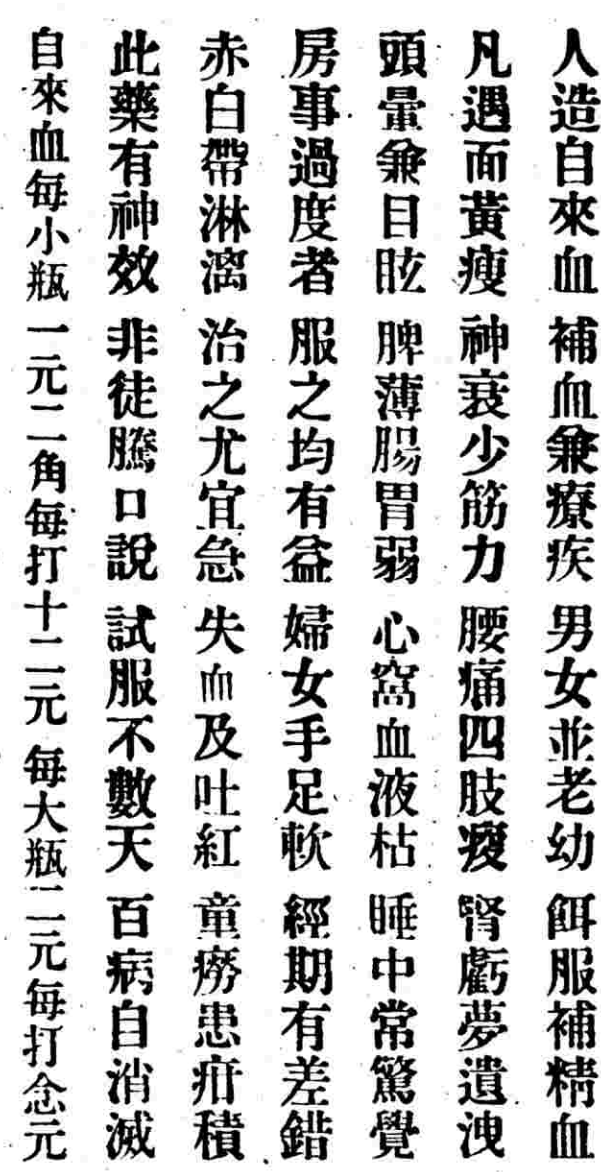 人造自來血 補血兼療疾 男女並老幼 餌服補精血
凡遇面黃瘦 神衰少筋力 腰痛四肢痠 腎虧夢遺洩
頭暈兼目眩 脾薄腸胃弱 心窩血液枯 睡中常驚覺
房事過度者 服之均有益 婦女手足軟 經期有差錯
赤白帶淋漓 治之尤宜急 失血及吐紅 童癆患疳積
此藥有神效 非徒騰口說 試服不數天 百病自消滅
自來血每小瓶一元二角每打十二元 每大瓶二元每打念元